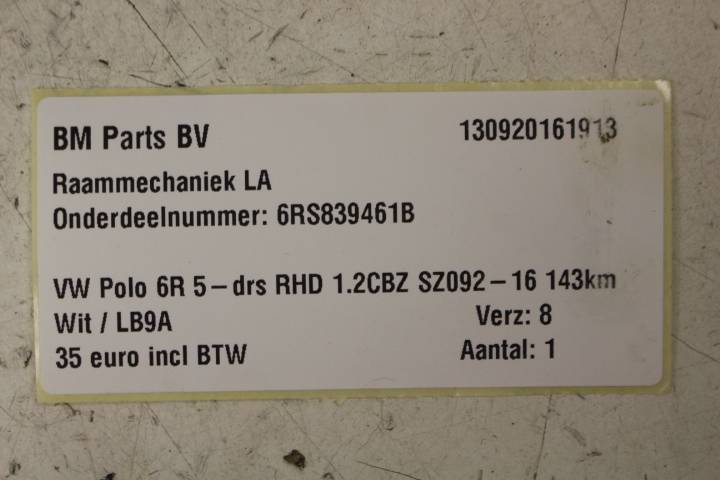 BM Parts BV 130920161913
Raammechaniek LA
Onderdeelnummer: 6RS839461B
VW Polo 6R 5-drs RHD 1.2CBZ SZ092-16 143km
Wit / LB9A Verz: 8
35 euro incl BTW Aantal: 1